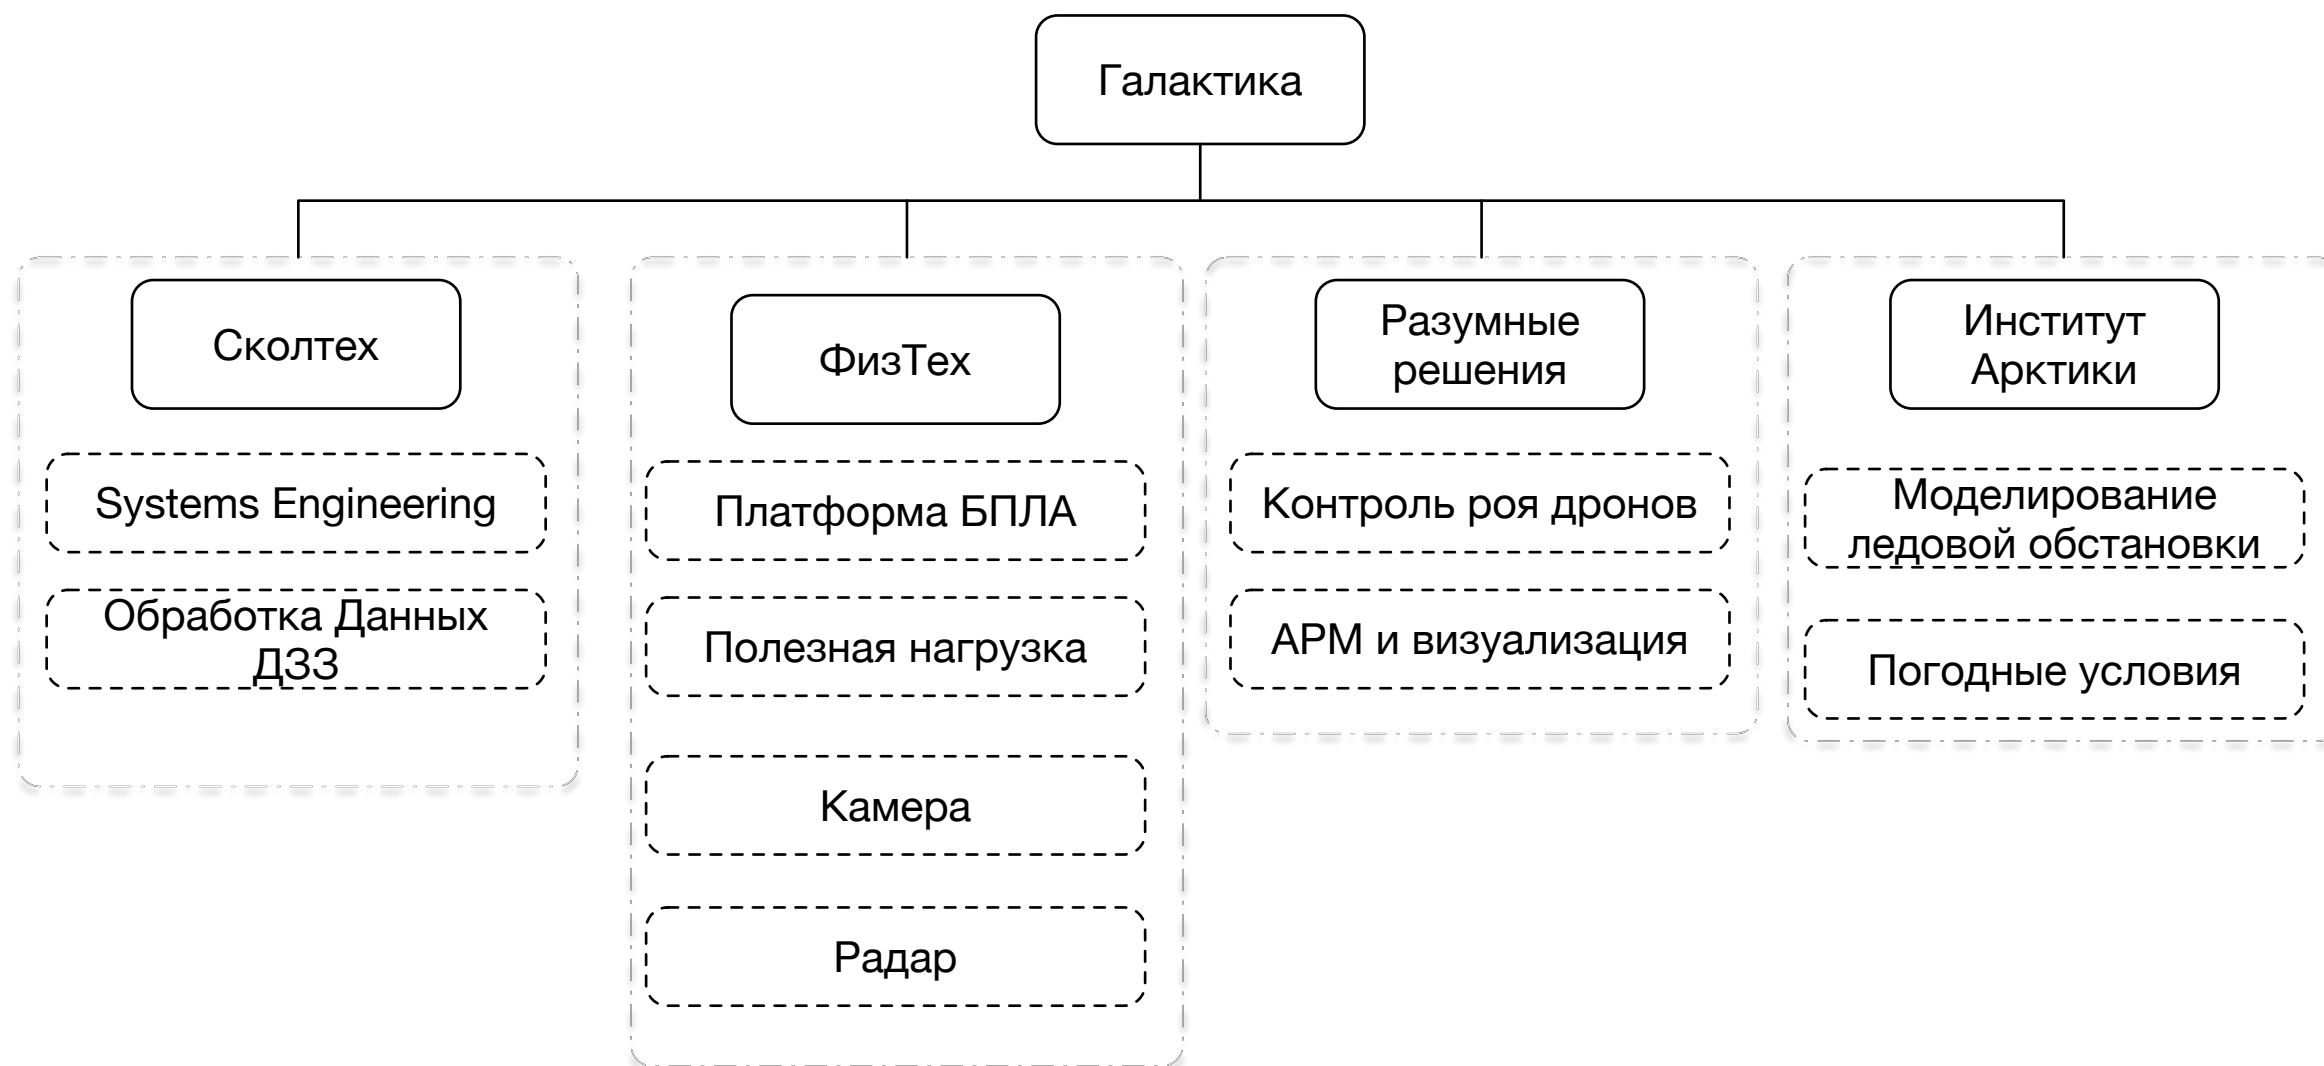 Галактика
Сколтех
Systems Engineering
Обработка Данных
ДЗЗ
ФизТех
Платформа БПЛА
Полезная нагрузка
Камера
Радар
Разумные
решения
Контроль роя дронов
АРМ и визуализация
Институт
Арктики
Моделирование
ледовой обстановки
Погодные условия